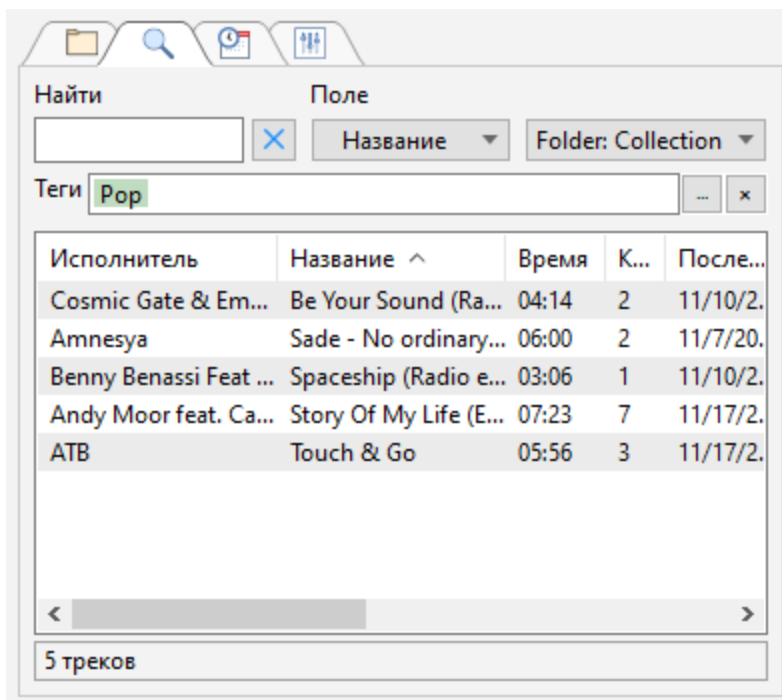 Найти Поле
Название Folder: Collection
Теги Pop ... ×
Исполнитель Название Время К... После...
Cosmic Gate & Em... Be Your Sound (Ra... 04:14 2 11/10/2.
Amnesya Sade - No ordinary... 06:00 2 11/7/20.
Benny Benassi Feat ... Spaceship (Radio e... 03:06 1 11/10/2.
Andy Moor feat. Ca... Story Of My Life (E... 07:23 7 11/17/2.
ATB Touch & Go 05:56 3 11/17/2.
5 треков